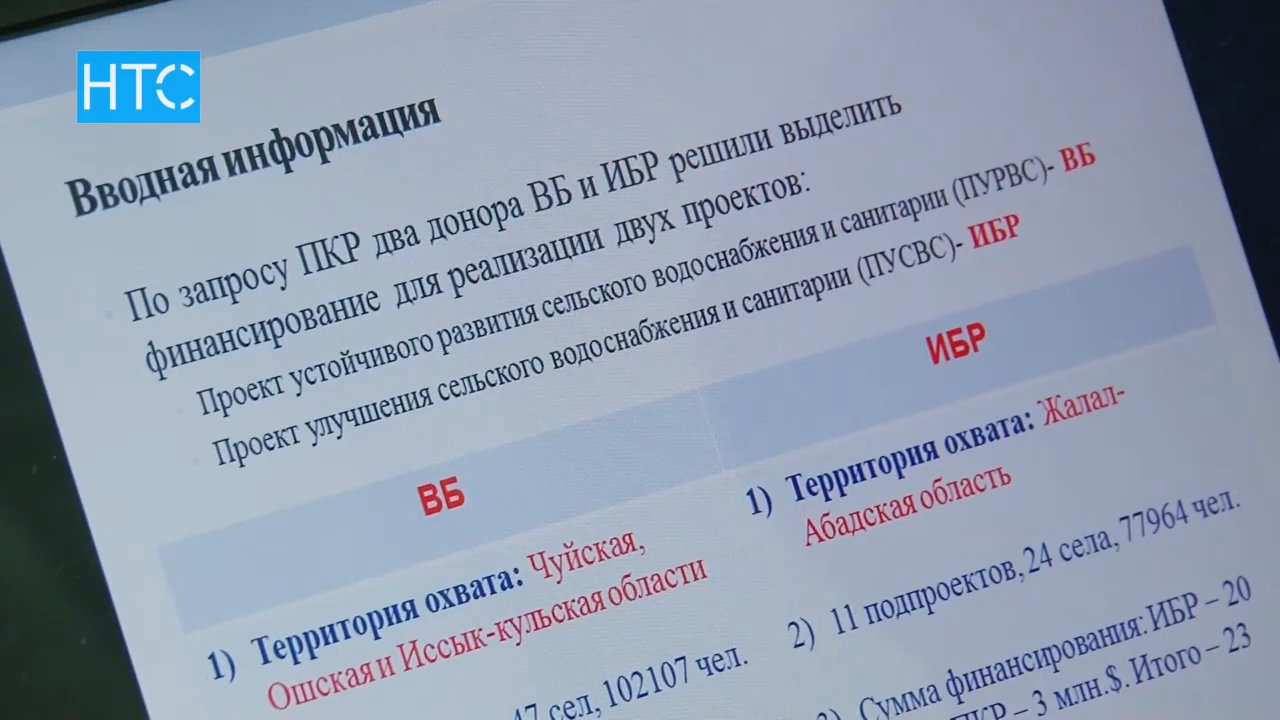 НТС
Вводная информация
По запросу ПКР два донора ВБ и ИБР решили выделить
финансирование для реализации двух проектов:
Проект устойчивого развития сельского водоснабжения и санитарии (ПУРВС)- ВБ
Проект улучшения сельского водоснабжения и санитарии (ПУСВС)- ИБР
ВБ
1) Территория охвата: Чуйская,
Ошская и Иссык-кульская области
47 сел, 102107 чел.
ИБР
1) Территория охвата: Жалал-
Абадская область
2) 11 подпроектов, 24 села, 77964 чел.
3) Сумма финансирования: ИБР – 20
ПКР – 3 млн.$. Итого – 23